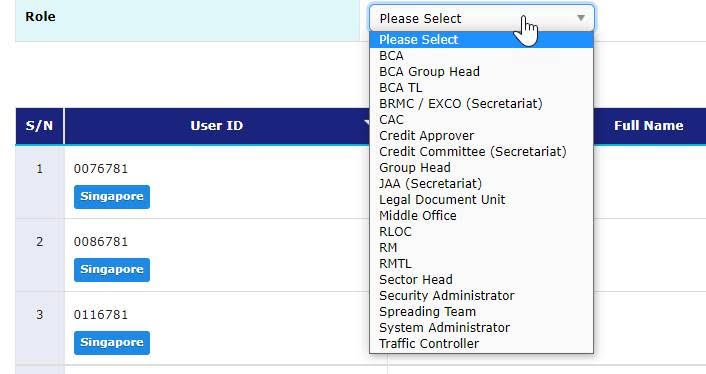 Role
Please Select
Please Select
BCA
BCA Group Head
BCA TL
BRMC / EXCO (Secretariat)
CAC
Credit Approver
Credit Committee (Secretariat)
Group Head
JAA (Secretariat)
Legal Document Unit
Middle Office
RLOC
RM
RMTL
Sector Head
Security Administrator
Spreading Team
System Administrator
Traffic Controller
S/N User ID Full Name
1 0076781
Singapore
2 0086781
Singapore
3 0116781
Singapore